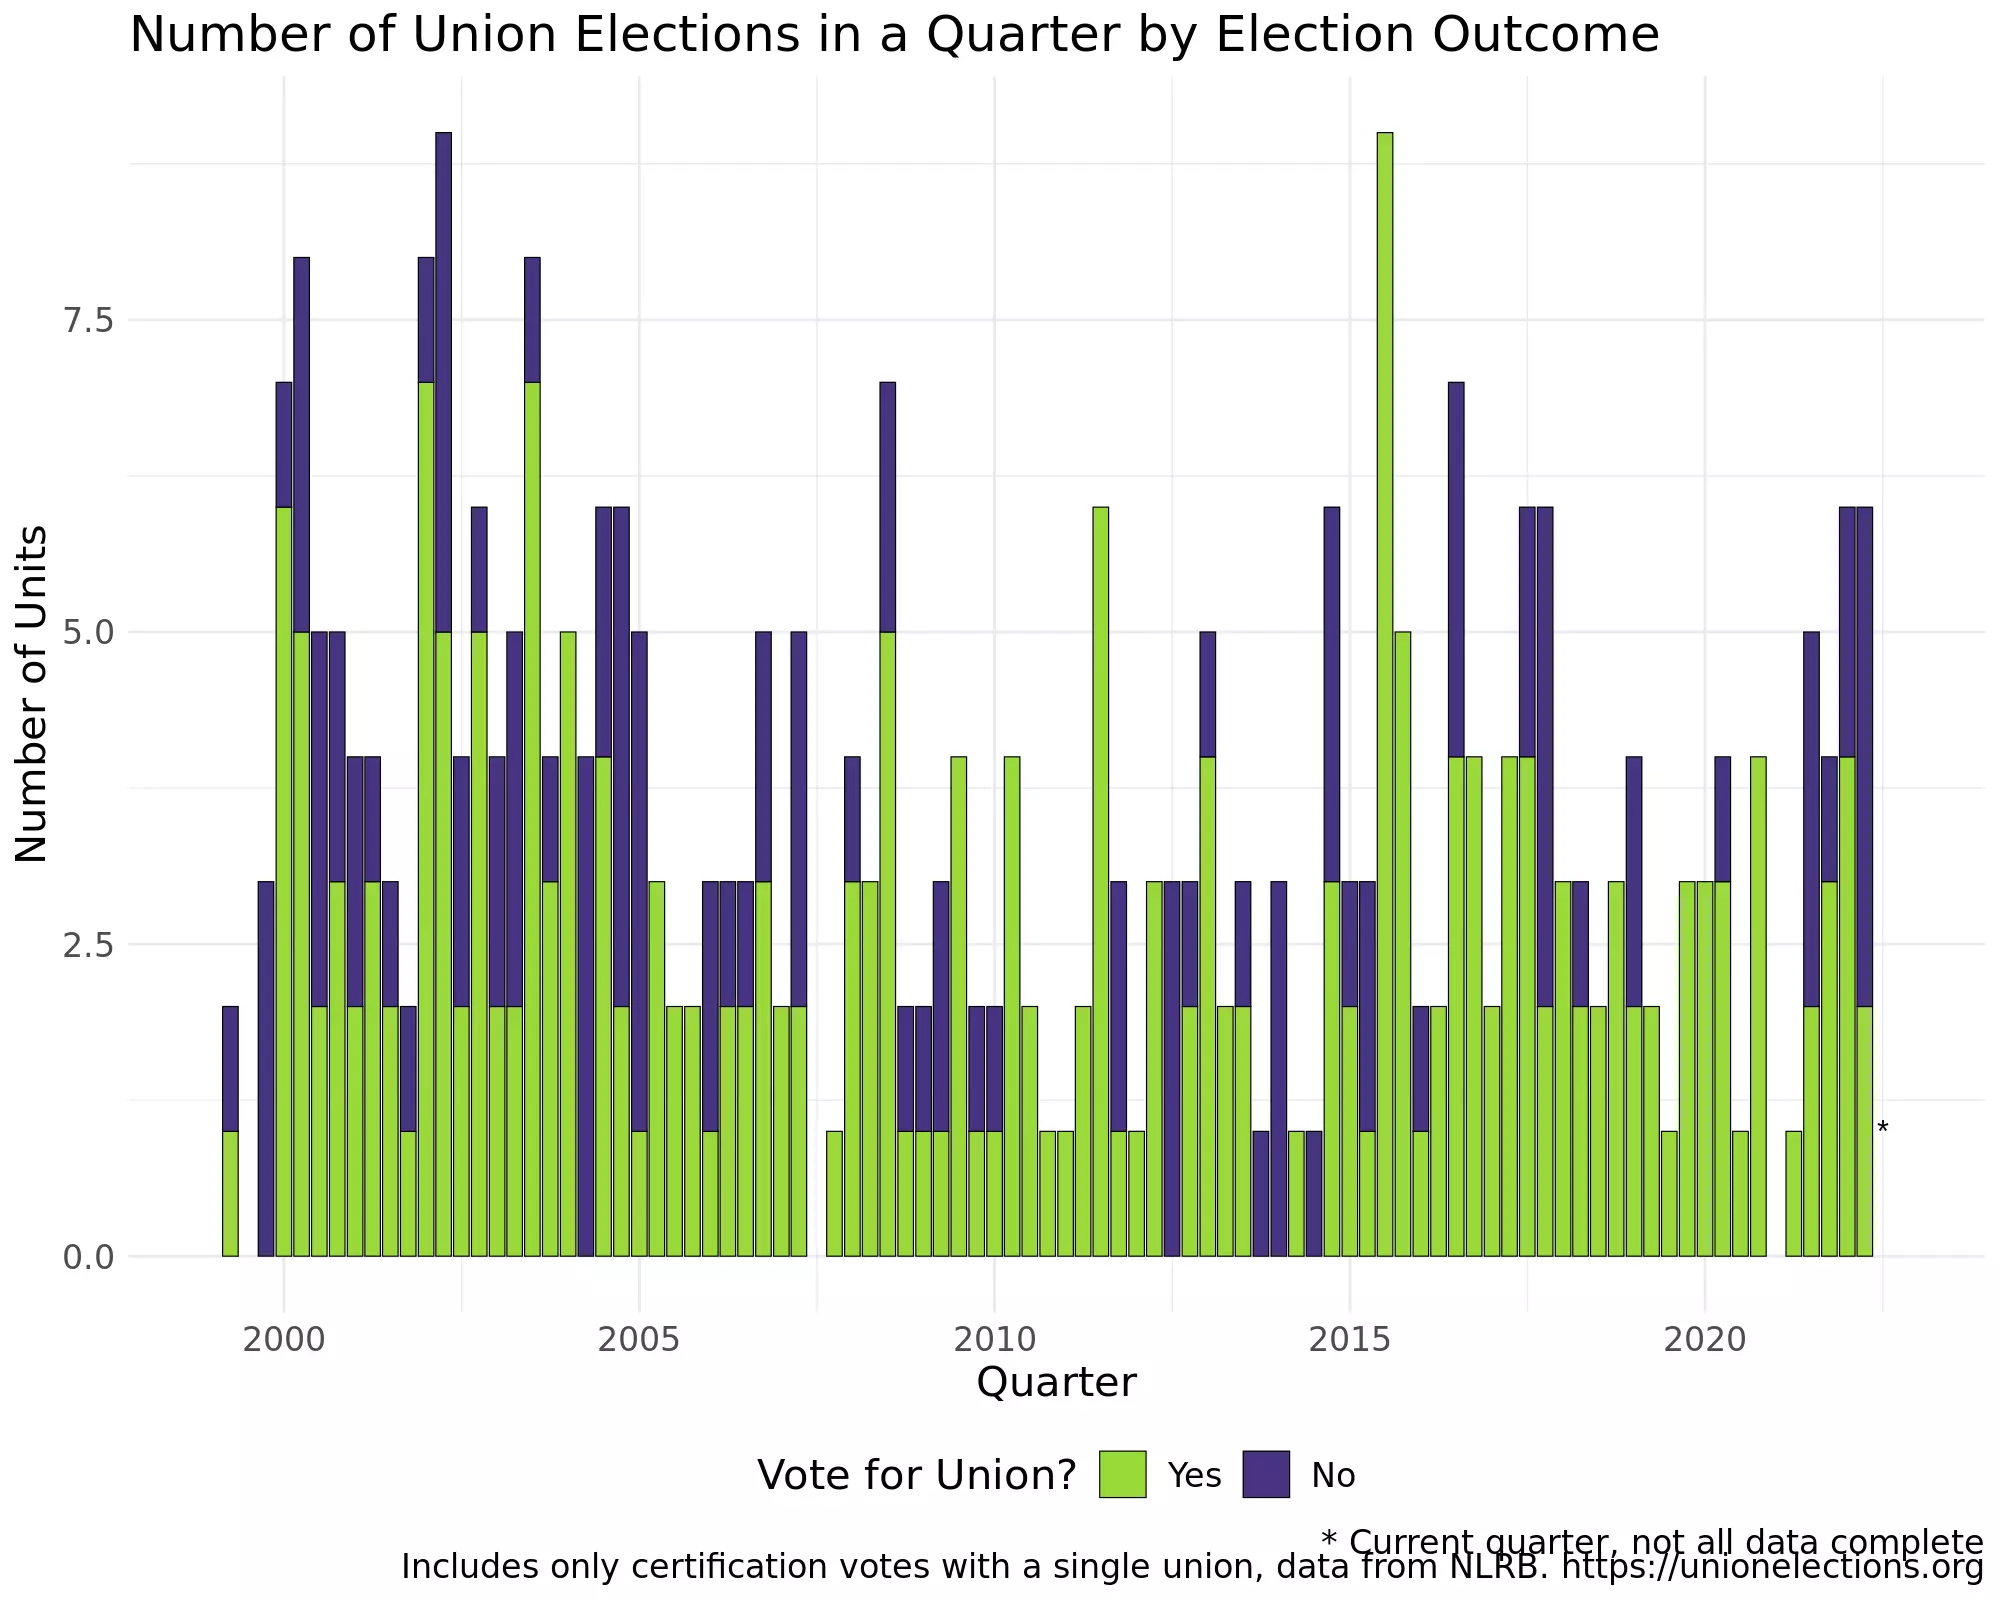 Number of Union Elections in a Quarter by Election Outcome
Number of Units
7.5
5.0
2.5
0.0
*
2000 2005 2010 2015 2020
Quarter
Vote for Union? Yes No
* Current quarter, not all data complete
Includes only certification votes with a single union, data from NLRB. https://unionelections.org